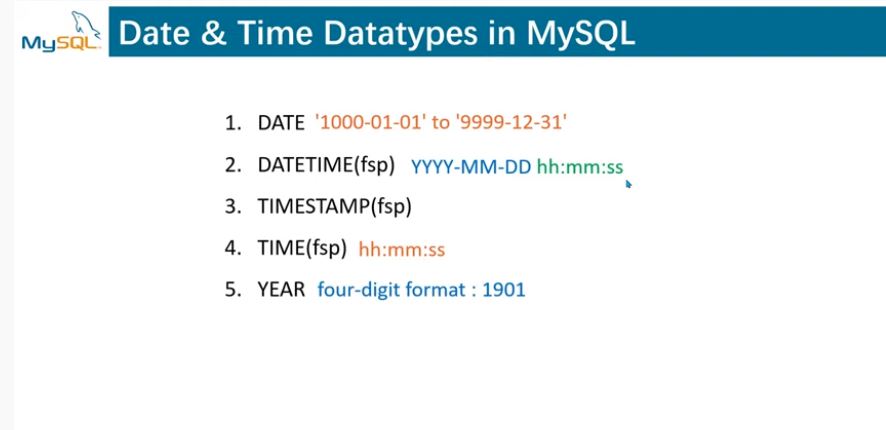 MySQL
Date & Time Datatypes in MySQL
1. DATE '1000-01-01' to '9999-12-31'
2. DATETIME(fsp) YYYY-MM-DD hh:mm:ss
3. TIMESTAMP(fsp)
4. TIME(fsp) hh:mm:ss
5. YEAR four-digit format : 1901